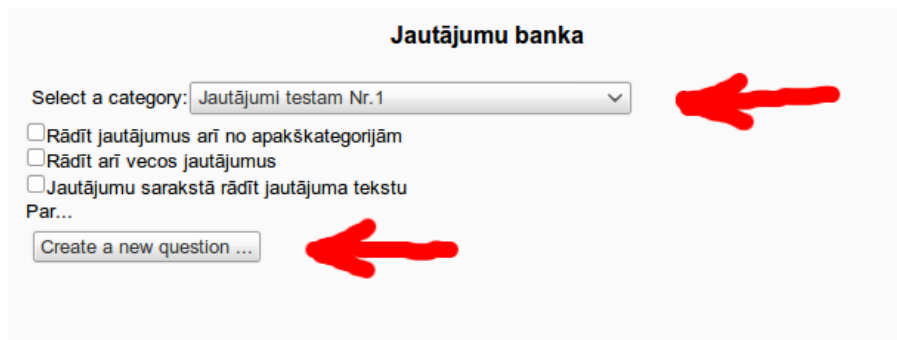 Jautājumu banka
Select a category: Jautājumi testam Nr.1
Rādīt jautājumus arī no apakškategorijām
Rādīt arī vecos jautājumus
Jautājumu sarakstā rādīt jautājuma tekstu
Par...
Create a new question ...